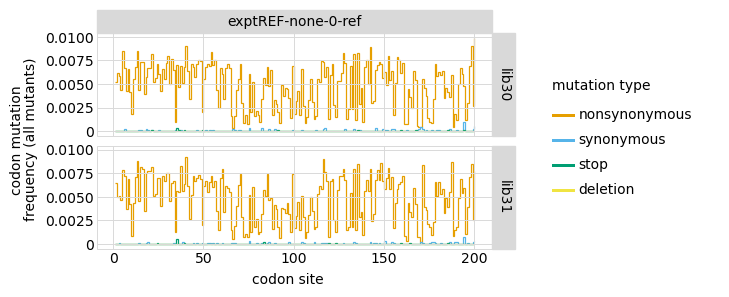 exptREF-none-0-ref
codon mutation
frequency (all mutants)
0.0100
0.0075
0.0050
0.0025
0
lib30
0.0100
0.0075
0.0050
0.0025
0
lib31
0
50
100
150
200
codon site
mutation type
nonsynonymous
synonymous
stop
deletion